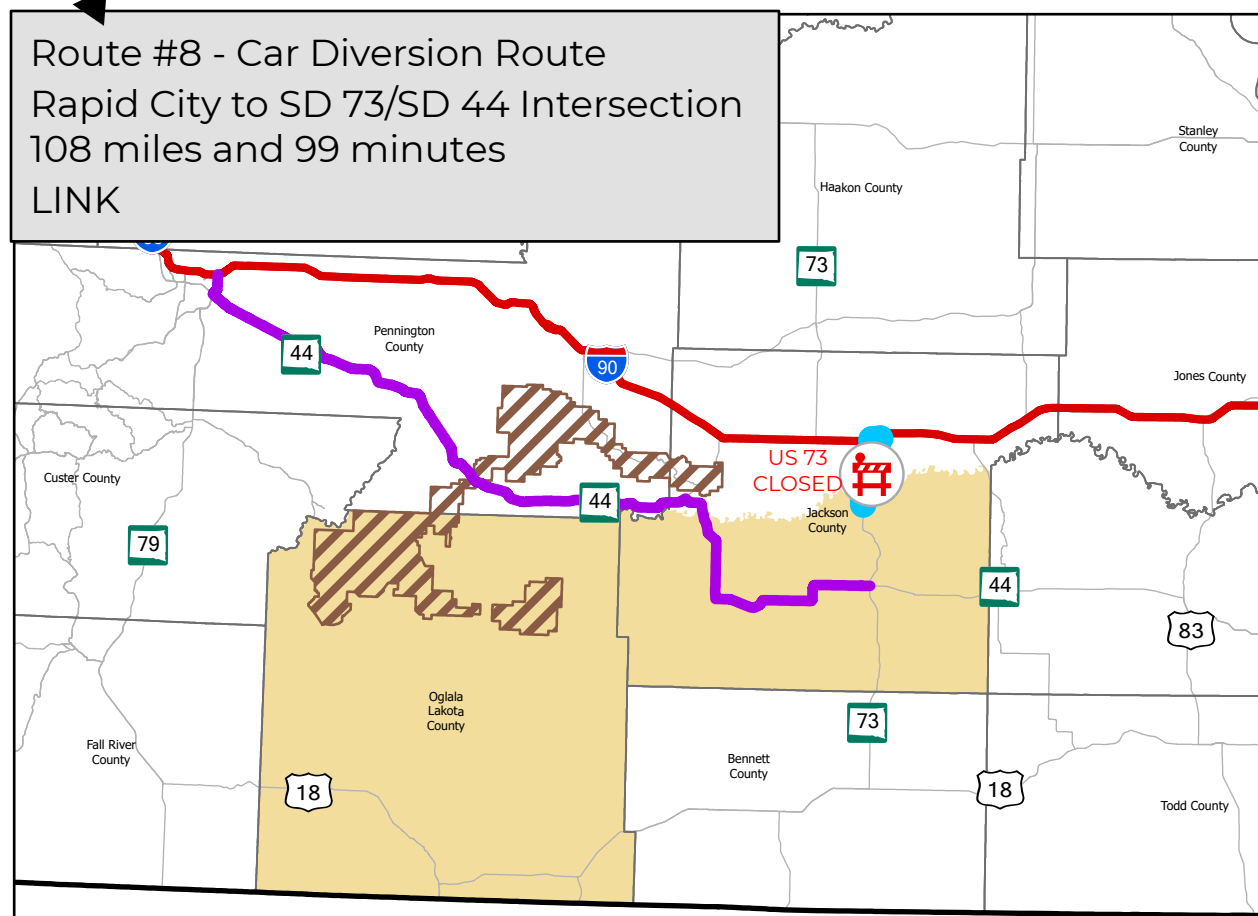 Route #8 - Car Diversion Route
Rapid City to SD 73/SD 44 Intersection
108 miles and 99 minutes
LINK
Stanley
County
Haakon County
73
Pennington
County
44
90
Jones County
US 73
CLOSED
Custer County
44
Jackson
County
79
44
83
Oglala
Lakota
County
73
Fall River
County
Bennett
County
18
18
Todd County